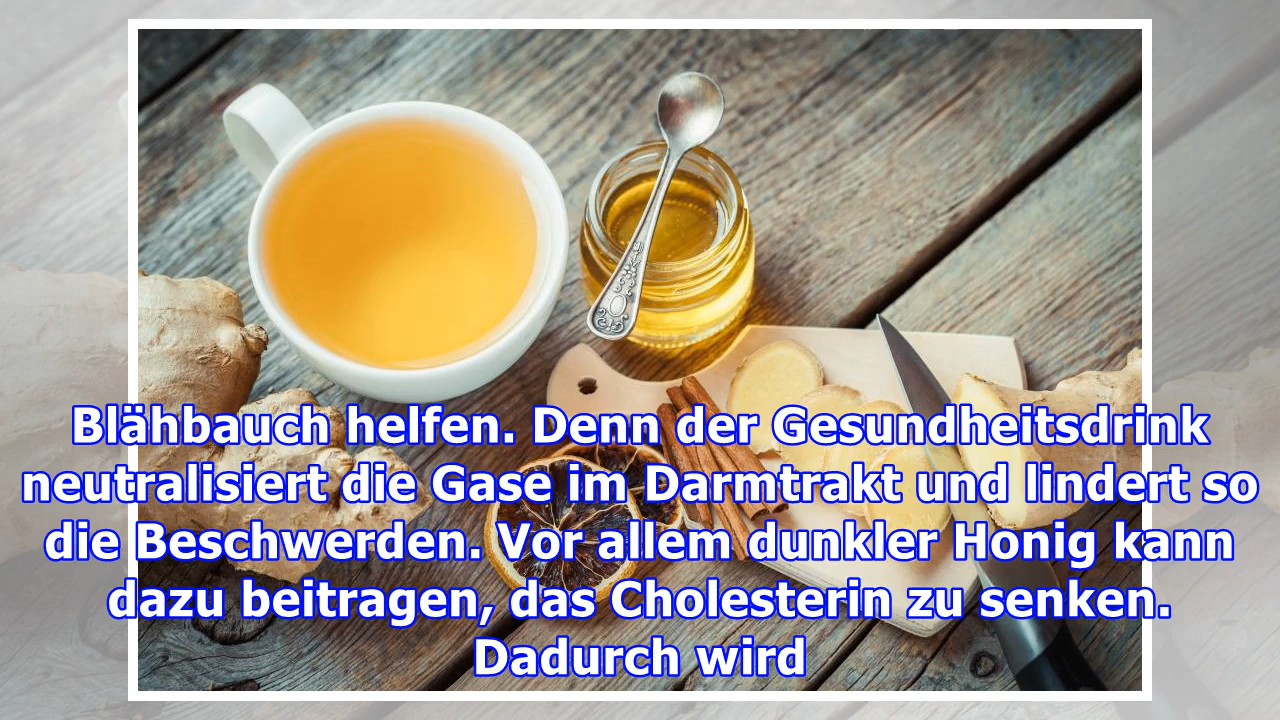 Blähbauch helfen. Denn der Gesundheitsdrink
neutralisiert die Gase im Darmtrakt und lindert so
die Beschwerden. Vor allem dunkler Honig kann
dazu beitragen, das Cholesterin zu senken.
Dadurch wird